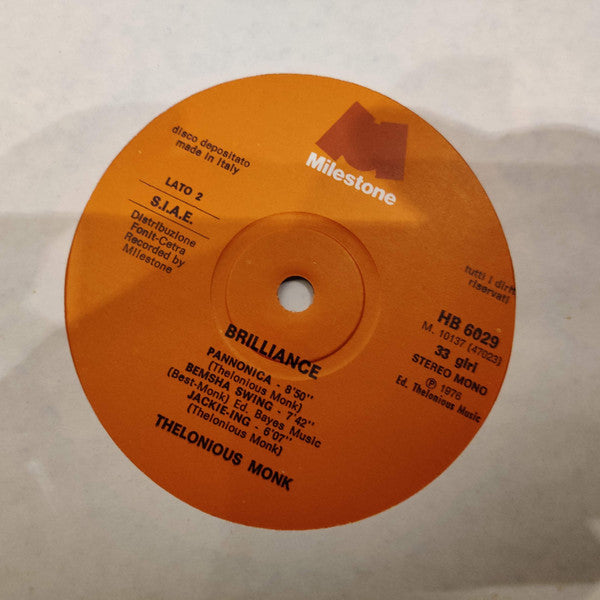 Milestone
disco depositato
made in Italy
LATO 2
S.I.A.E.
Distribuzione
Fonit-Cetra
Recorded by
Milestone
tutti i diritti
riservati
HB 6029
M. 10137 (47023)
33 giri
STEREO MONO
℗ 1976
Ed. Thelonious Music
BRILLIANCE
PANNONICA - 8'50"
(Thelonious Monk)
BEMSHA SWING - 7'42"
(Best-Monk) Ed. Bayes Music
JACKIE-ING - 6'07"
(Thelonious Monk)
THELONIOUS MONK